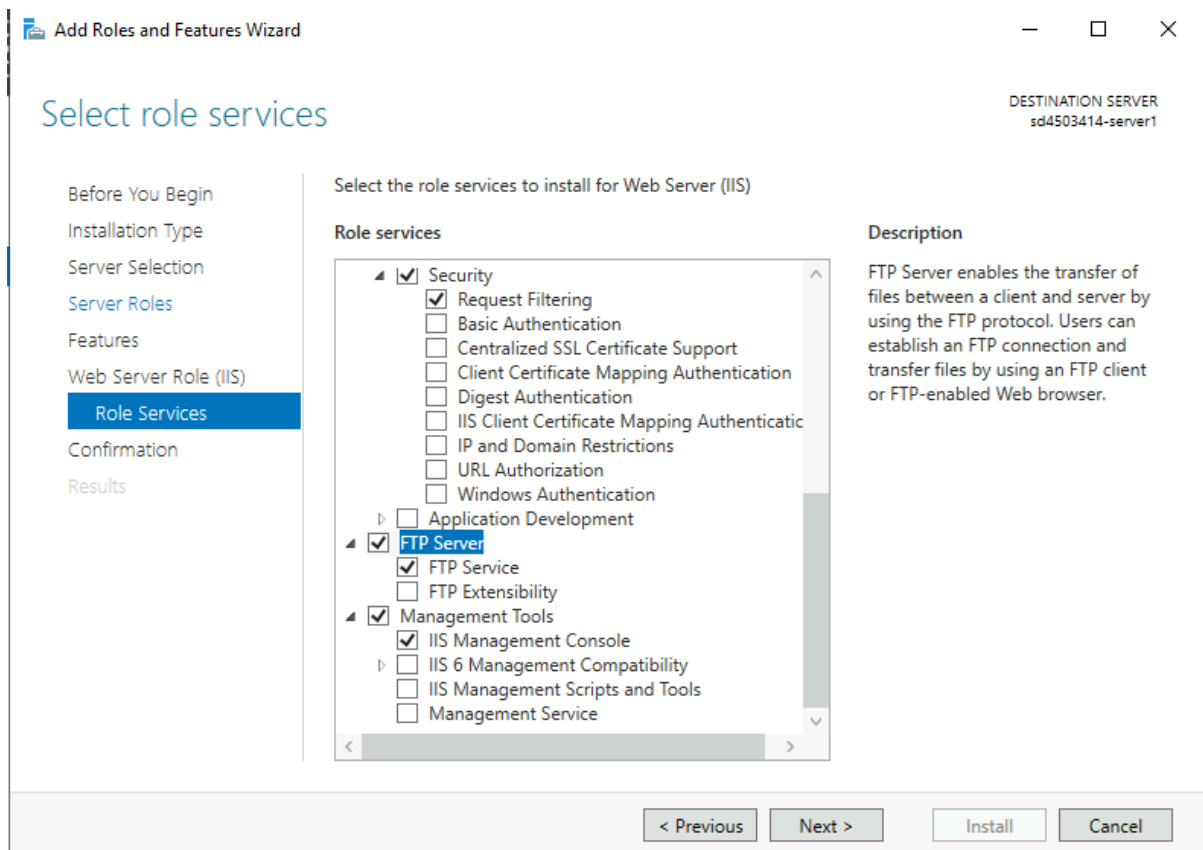 Add Roles and Features Wizard
Select role services
DESTINATION SERVER
sd4503414-server1
Before You Begin
Installation Type
Server Selection
Server Roles
Features
Web Server Role (IIS)
Role Services
Confirmation
Results
Select the role services to install for Web Server (IIS)
Role services
Security
Request Filtering
Basic Authentication
Centralized SSL Certificate Support
Client Certificate Mapping Authentication
Digest Authentication
IIS Client Certificate Mapping Authenticatic
IP and Domain Restrictions
URL Authorization
Windows Authentication
Application Development
FTP Server
FTP Service
FTP Extensibility
Management Tools
IIS Management Console
IIS 6 Management Compatibility
IIS Management Scripts and Tools
Management Service
Description
FTP Server enables the transfer of
files between a client and server by
using the FTP protocol. Users can
establish an FTP connection and
transfer files by using an FTP client
or FTP-enabled Web browser.
< Previous
Next >
Install
Cancel